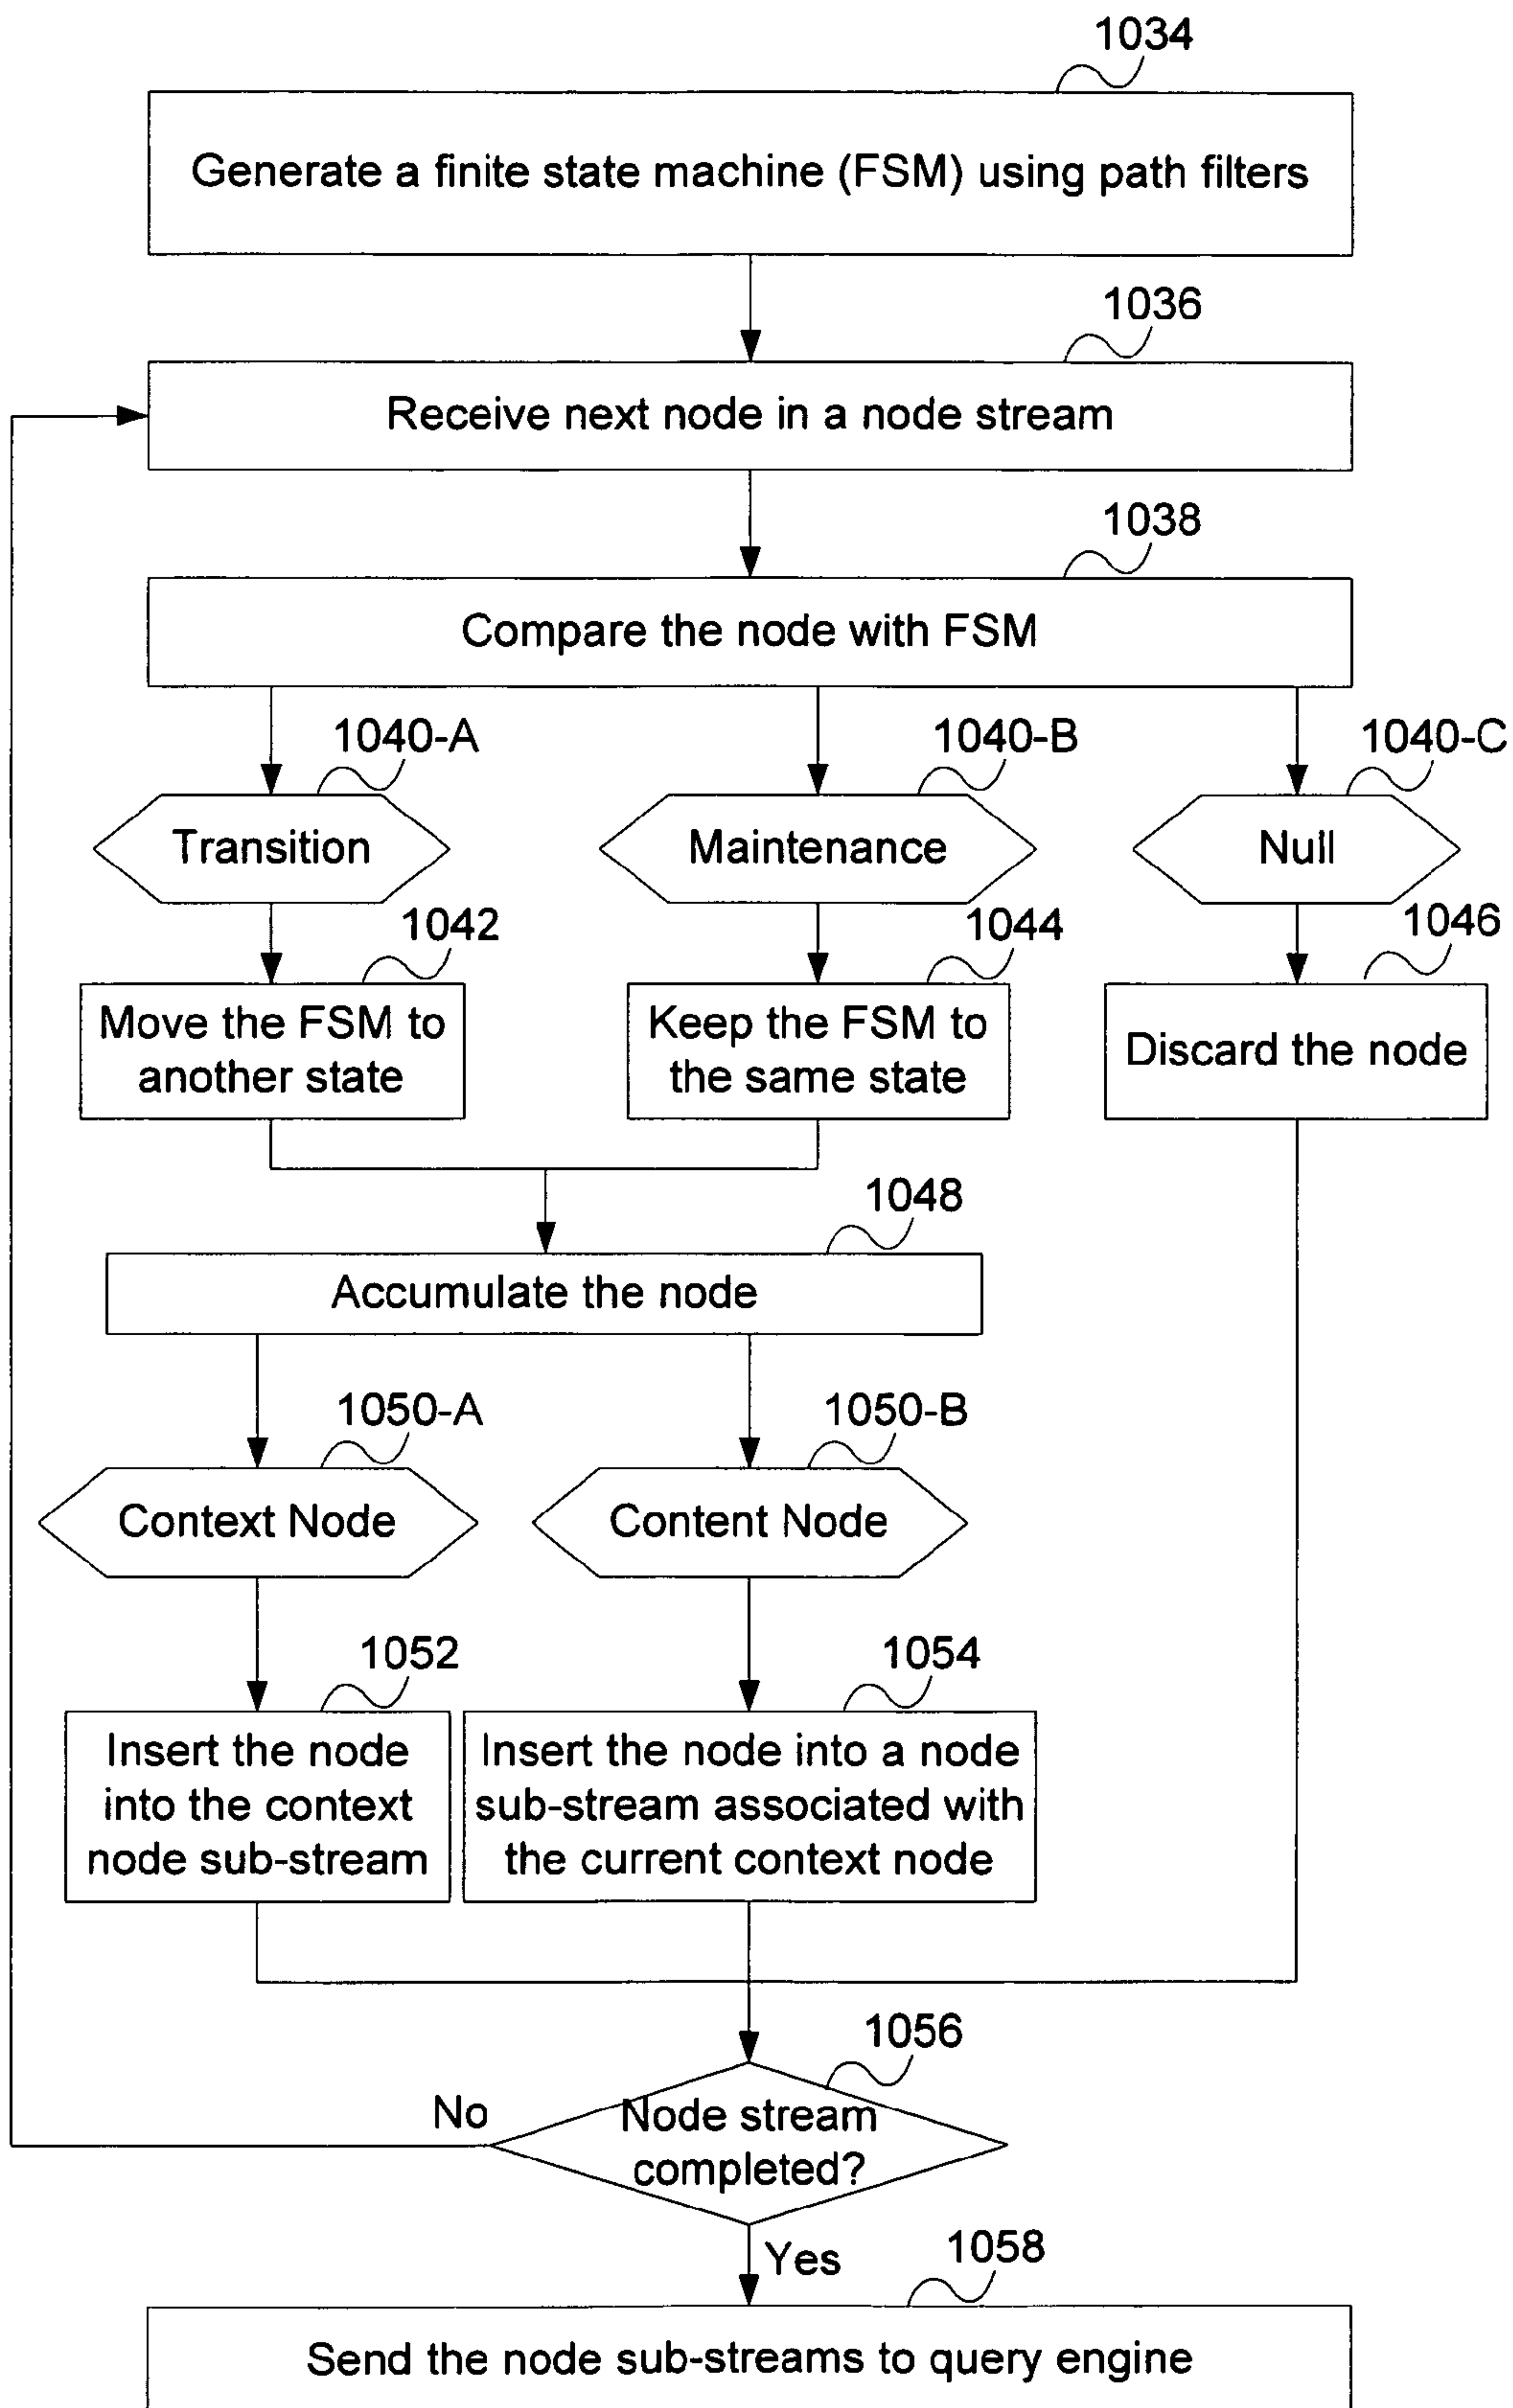 1034
Generate a finite state machine (FSM) using path filters
1036
Receive next node in a node stream
1038
Compare the node with FSM
1040-A
1040-B
1040-C
Transition
Maintenance
Null
1042
1044
1046
Move the FSM to
another state
Keep the FSM to
the same state
Discard the node
1048
Accumulate the node
1050-A
1050-B
Context Node
Content Node
1052
1054
Insert the node
into the context
node sub-stream
Insert the node into a node
sub-stream associated with
the current context node
1056
No
Node stream
completed?
Yes
1058
Send the node sub-streams to query engine